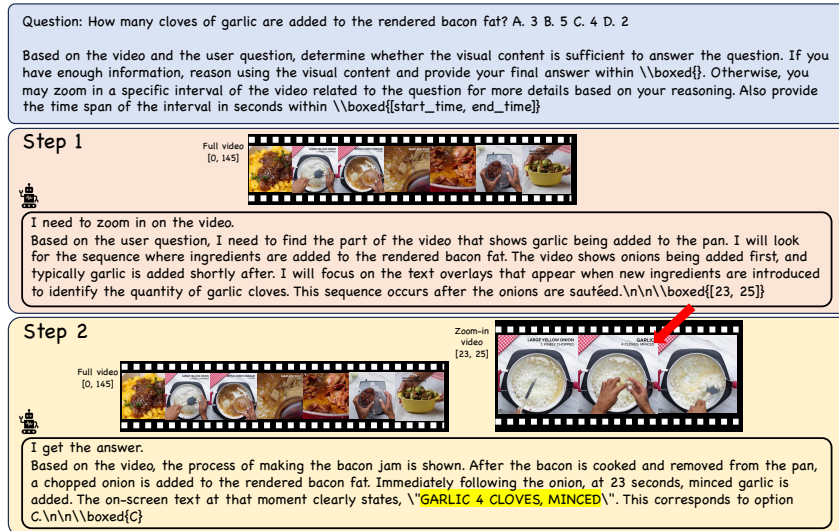 Question: How many cloves of garlic are added to the rendered bacon fat? A. 3 B. 5 C. 4 D. 2
Based on the video and the user question, determine whether the visual content is sufficient to answer the question. If you
have enough information, reason using the visual content and provide your final answer within \\boxed{}. Otherwise, you
may zoom in a specific interval of the video related to the question for more details based on your reasoning. Also provide
the time span of the interval in seconds within \\boxed{[start_time, end_time]}
Step 1
Full video
[0, 145]
I need to zoom in on the video.
Based on the user question, I need to find the part of the video that shows garlic being added to the pan. I will look
for the sequence where ingredients are added to the rendered bacon fat. The video shows onions being added first, and
typically garlic is added shortly after. I will focus on the text overlays that appear when new ingredients are introduced
to identify the quantity of garlic cloves. This sequence occurs after the onions are sautéed.\n\n\\boxed{[23, 25]}
Step 2
Full video
[0, 145]
Zoom-in
video
[23, 25]
LARGE YELLOW ONION
1 FINELY CHOPPED
GARLIC
4 CLOVES, MINCED
I get the answer.
Based on the video, the process of making the bacon jam is shown. After the bacon is cooked and removed from the pan,
a chopped onion is added to the rendered bacon fat. Immediately following the onion, at 23 seconds, minced garlic is
added. The on-screen text at that moment clearly states, \"GARLIC 4 CLOVES, MINCED\". This corresponds to option
C.\n\n\\boxed{C}